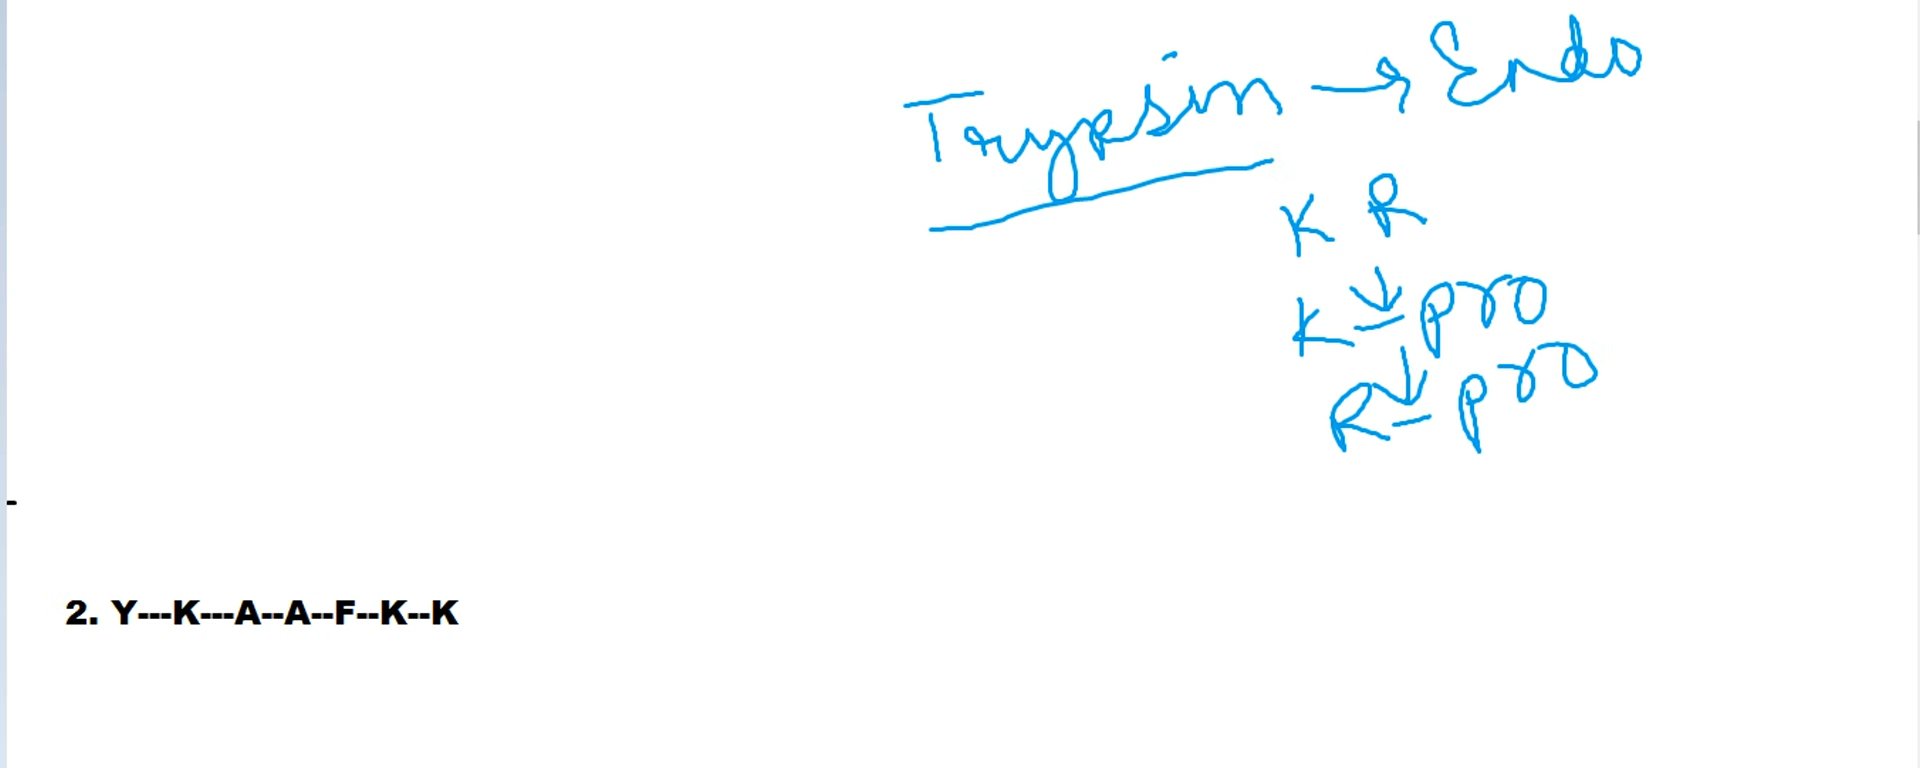 Trypsin → Endo
K R
K - pro
R - pro
2. Y---K---A--A--F--K--K